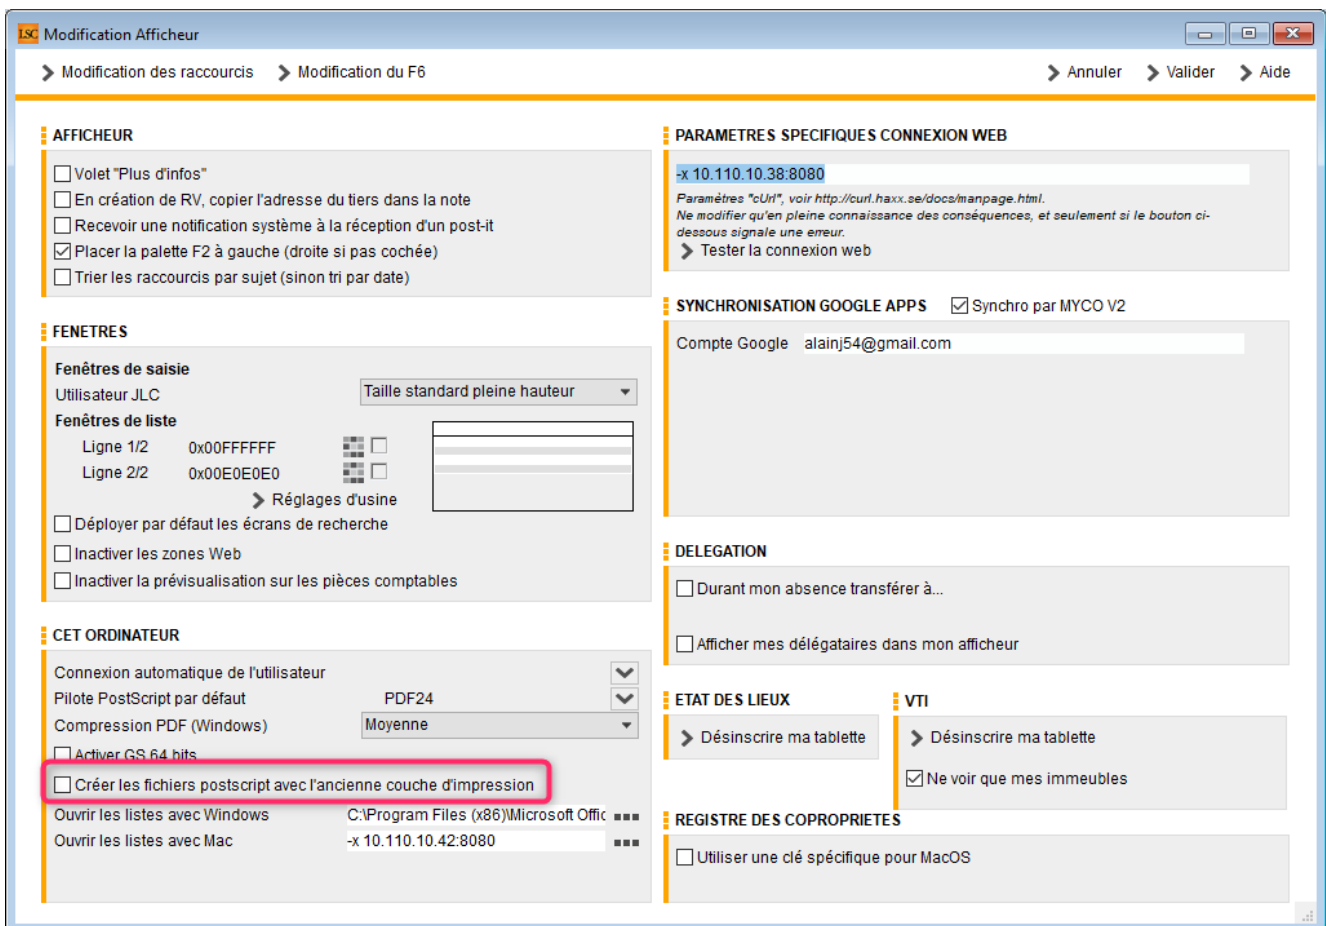 LSC Modification Afficheur
Modification des raccourcis Modification du F6 Annuler Valider Aide
AFFICHEUR
Volet "Plus d'infos"
En création de RV, copier l'adresse du tiers dans la note
Recevoir une notification système à la réception d'un post-it
Placer la palette F2 à gauche (droite si pas cochée)
Trier les raccourcis par sujet (sinon tri par date)
FENETRES
Fenêtres de saisie
Utilisateur JLC Taille standard pleine hauteur
Fenêtres de liste
Ligne 1/2 0x00FFFFFF
Ligne 2/2 0x00E0E0E0
Réglages d'usine
Déployer par défaut les écrans de recherche
Inactiver les zones Web
Inactiver la prévisualisation sur les pièces comptables
CET ORDINATEUR
Connexion automatique de l'utilisateur
Pilote PostScript par défaut PDF24
Compression PDF (Windows) Moyenne
Activer GS 64 bits
Créer les fichiers postscript avec l'ancienne couche d'impression
Ouvrir les listes avec Windows C:\Program Files (x86)\Microsoft Offic
Ouvrir les listes avec Mac -x 10.110.10.42:8080
PARAMETRES SPECIFIQUES CONNEXION WEB
-x 10.110.10.38:8080
Paramètres "cUrl", voir http://curl.haxx.se/docs/manpage.html.
Ne modifier qu'en pleine connaissance des conséquences, et seulement si le bouton ci-
dessous signale une erreur.
Tester la connexion web
SYNCHRONISATION GOOGLE APPS Synchro par MYCO V2
Compte Google alainj54@gmail.com
DELEGATION
Durant mon absence transférer à...
Afficher mes délégataires dans mon afficheur
ETAT DES LIEUX
Désinscrire ma tablette
VTI
Désinscrire ma tablette
Ne voir que mes immeubles
REGISTRE DES COPROPRIETES
Utiliser une clé spécifique pour MacOS